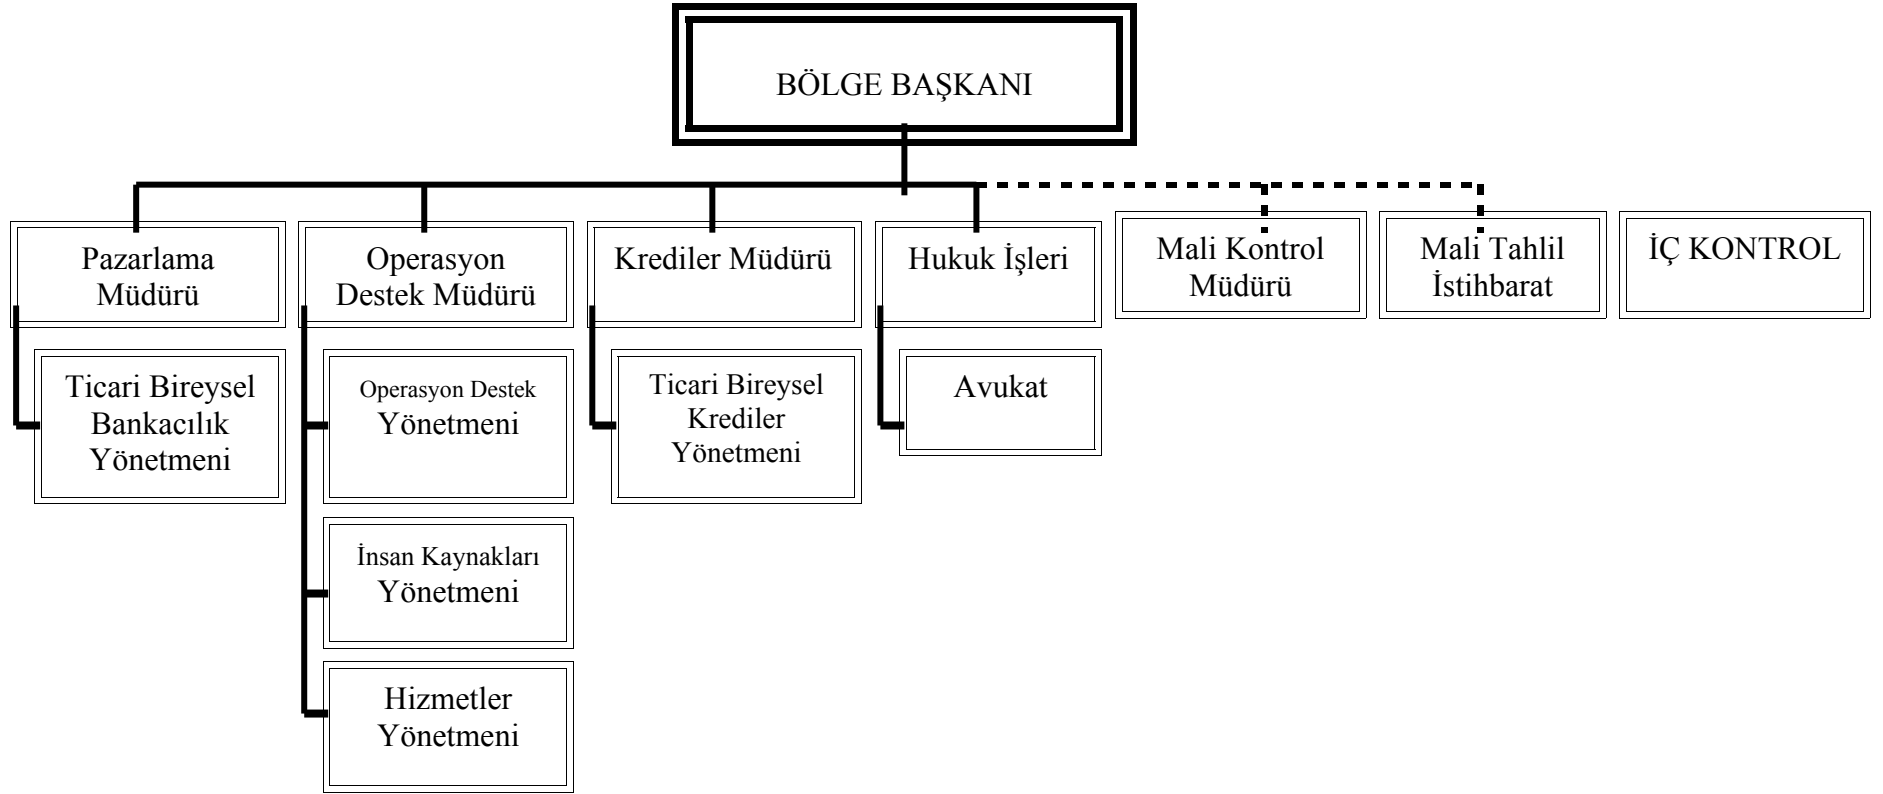 BÖLGE BAŞKANI
Pazarlama
Müdürü
Operasyon
Destek Müdürü
Krediler Müdürü
Hukuk İşleri
Mali Kontrol
Müdürü
Mali Tahlil
İstihbarat
İÇ KONTROL
Ticari Bireysel
Bankacılık
Yönetmeni
Operasyon Destek
Yönetmeni
Ticari Bireysel
Krediler
Yönetmeni
Avukat
İnsan Kaynakları
Yönetmeni
Hizmetler
Yönetmeni